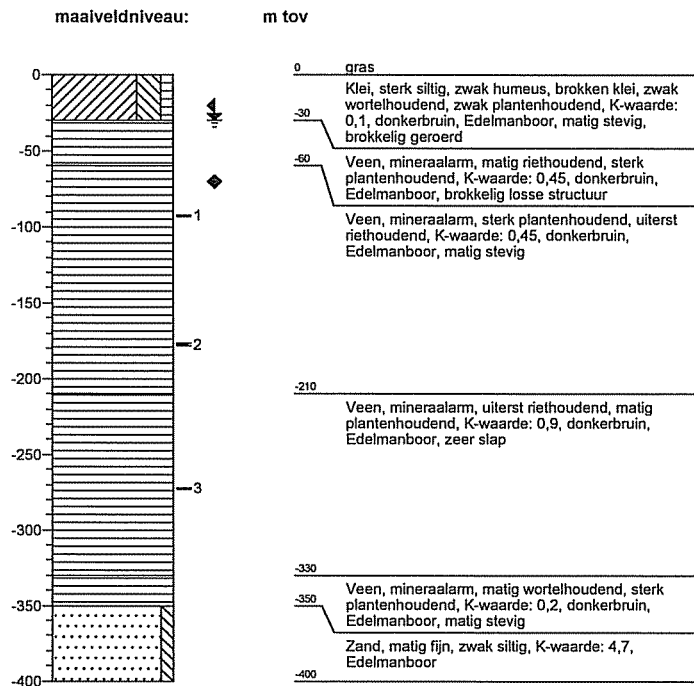 maaiveldniveau: m tov
0
-50
-100
-150
-200
-250
-300
-350
-400
1
2
3
0 gras
Klei, sterk siltig, zwak humeus, brokken klei, zwak
wortelhoudend, zwak plantenhoudend, K-waarde:
0,1, donkerbruin, Edelmanboor, matig stevig,
brokkelig geroerd
-30
-60
Veen, mineraalarm, matig riethoudend, sterk
plantenhoudend, K-waarde: 0,45, donkerbruin,
Edelmanboor, brokkelig losse structuur
Veen, mineraalarm, sterk plantenhoudend, uiterst
riethoudend, K-waarde: 0,45, donkerbruin,
Edelmanboor, matig stevig
-210
Veen, mineraalarm, uiterst riethoudend, matig
plantenhoudend, K-waarde: 0,9, donkerbruin,
Edelmanboor, zeer slap
-330
Veen, mineraalarm, matig wortelhoudend, sterk
plantenhoudend, K-waarde: 0,2, donkerbruin,
Edelmanboor, matig stevig
-350
Zand, matig fijn, zwak siltig, K-waarde: 4,7,
Edelmanboor
-400